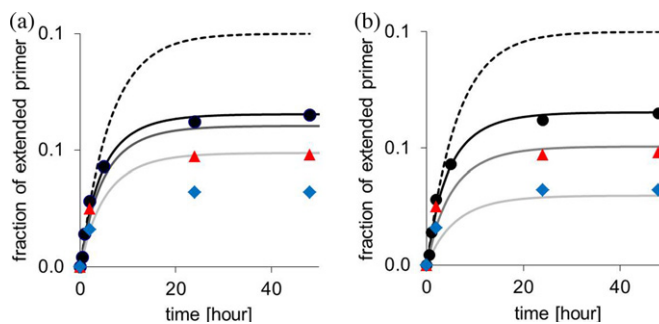 (a)
fraction of extended primer
0.1
0.1
0.0
0
20
40
time [hour]
(b)
fraction of extended primer
0.1
0.1
0.0
0
20
40
time [hour]